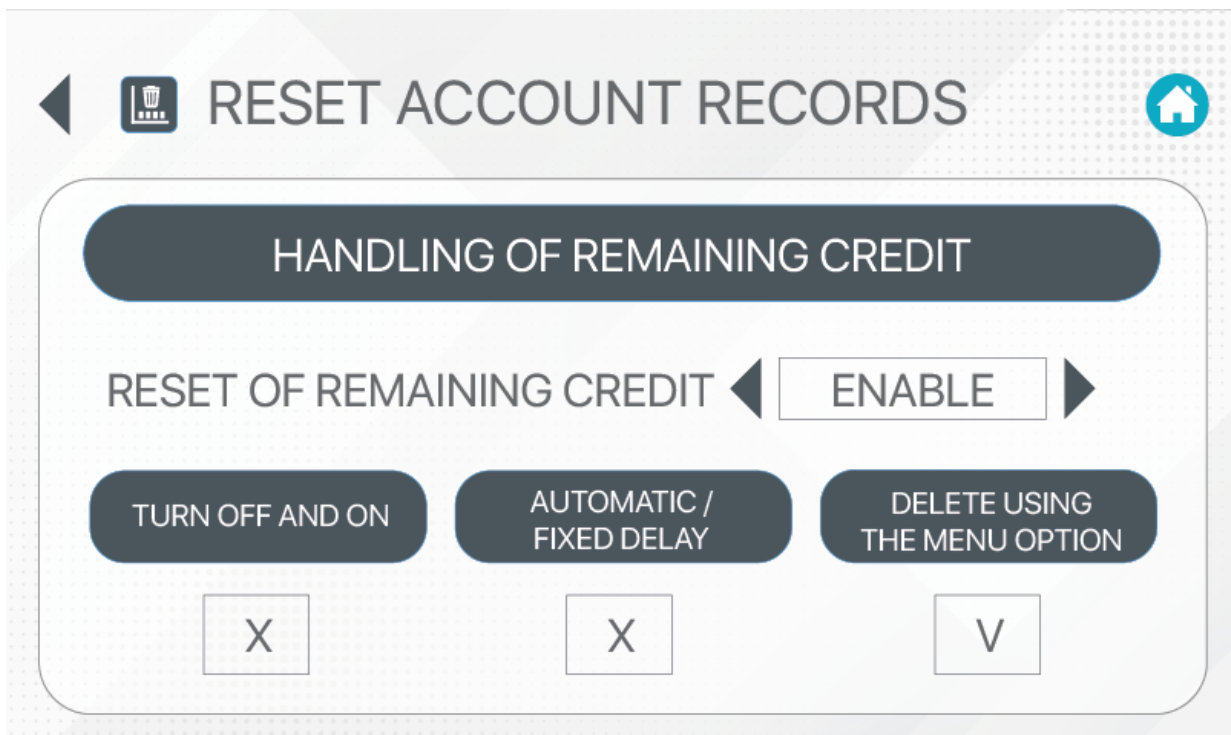 RESET ACCOUNT RECORDS
HANDLING OF REMAINING CREDIT
RESET OF REMAINING CREDIT ENABLE
TURN OFF AND ON
AUTOMATIC /
FIXED DELAY
DELETE USING
THE MENU OPTION
X X V